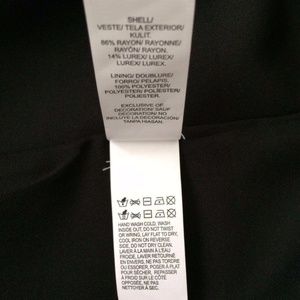 SHELL/
VESTE/ TELA EXTERIOR/
KULIT.
86% RAYON/ RAYONNE/
RAYÓN/ RAYON.
14% LUREX/ LUREX/
LUREX/ LUREX.
LINING/ DOUBLURE/
FORRO/ PELAPIS.
100% POLYESTER/
POLYESTER/ POLIÉSTER/
POLIESTER.
EXCLUSIVE OF
DECORATION/ SAUF
DECORATION/ NO
INCLUYE LA DECORACIÓN/
TANPA HIASAN.
HAND WASH COLD, WASH
INSIDE OUT, DO NOT TWIST
OR WRING, LAY FLAT TO DRY,
COOL IRON ON REVERSE
SIDE, DO NOT DRY CLEAN.
LAVER À LA MAIN À L'EAU
FROIDE, LAVER RETOURNÉ
EN ENVERS, NE PAS TORDRE
OU ESSORER, POSER À PLAT
POUR SÉCHER, REPASSER
À FROID SUR LE CÔTÉ
ENVERS, NE PAS
NETTOYER À SEC.